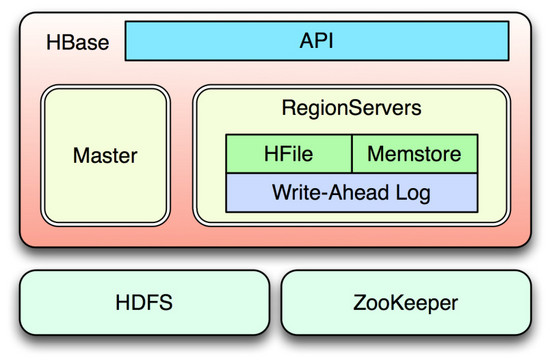 HBase
API
Master
RegionServers
HFile
Memstore
Write-Ahead Log
HDFS
ZooKeeper